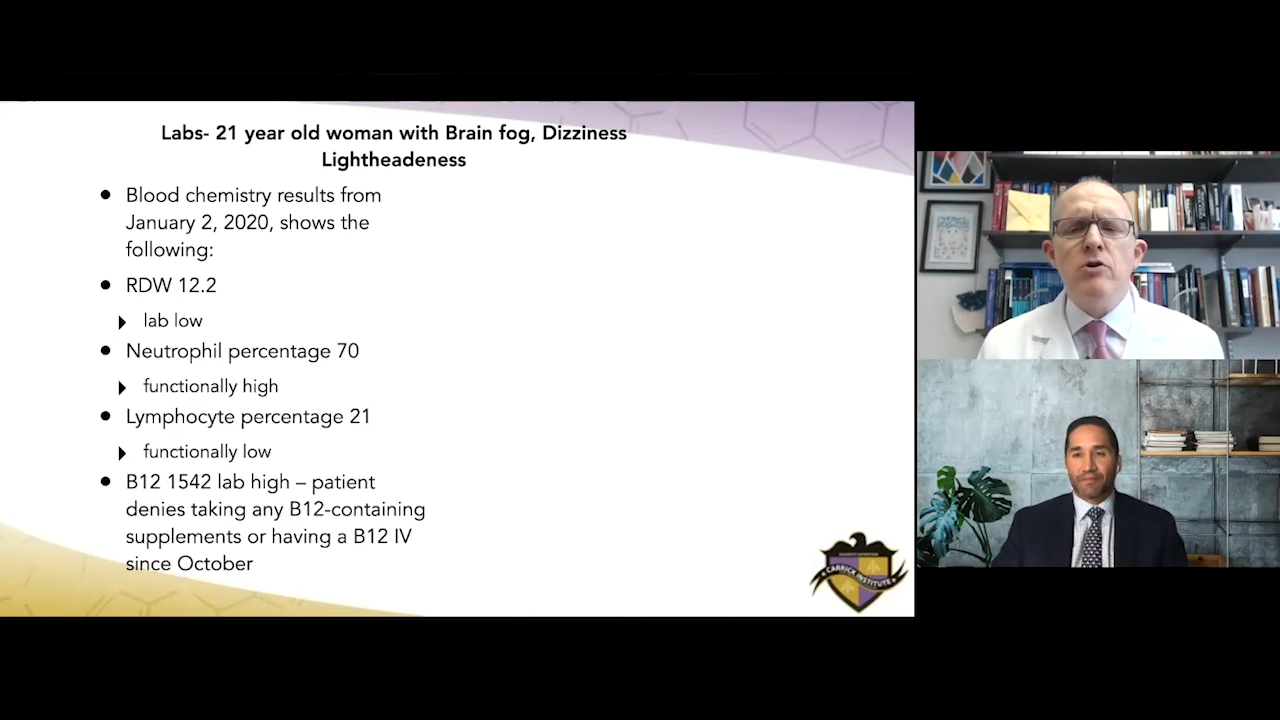 Labs- 21 year old woman with Brain fog, Dizziness
Lightheadeness
● Blood chemistry results from
January 2, 2020, shows the
following:
● RDW 12.2
lab low
● Neutrophil percentage 70
functionally high
● Lymphocyte percentage 21
functionally low
● B12 1542 lab high – patient
denies taking any B12-containing
supplements or having a B12 IV
since October
CARRICK INSTITUTE